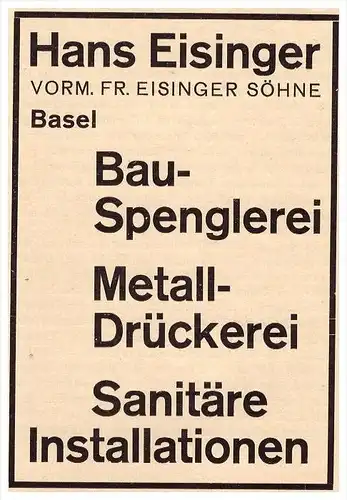 Hans Eisinger
VORM. FR. EISINGER SÖHNE
Basel
Bau-
Spenglerei
Metall-
Drückerei
Sanitäre
Installationen